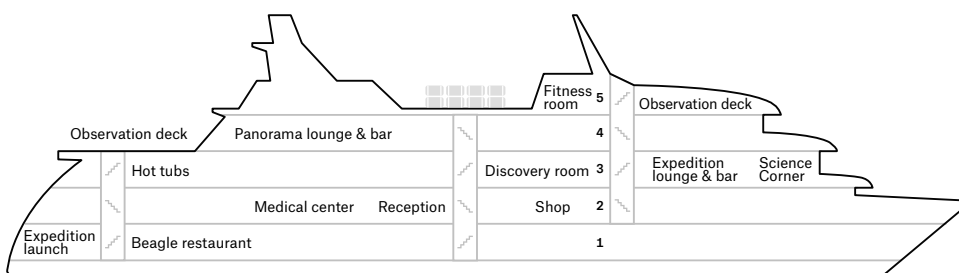 Fitness
room
5
Observation deck
Observation deck
Panorama lounge & bar
4
Hot tubs
Discovery room
3
Expedition
lounge & bar
Science
Corner
Medical center
Reception
Shop
2
Expedition
launch
Beagle restaurant
1